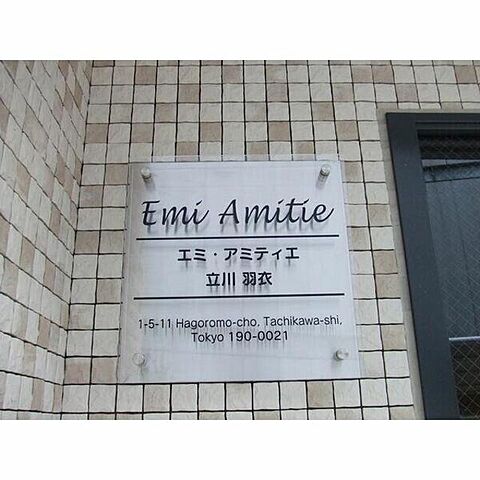 Emi Amitie
エミ・アミティエ
立川 羽衣
1-5-11 Hagoromo-cho, Tachikawa-shi,
Tokyo 190-0021